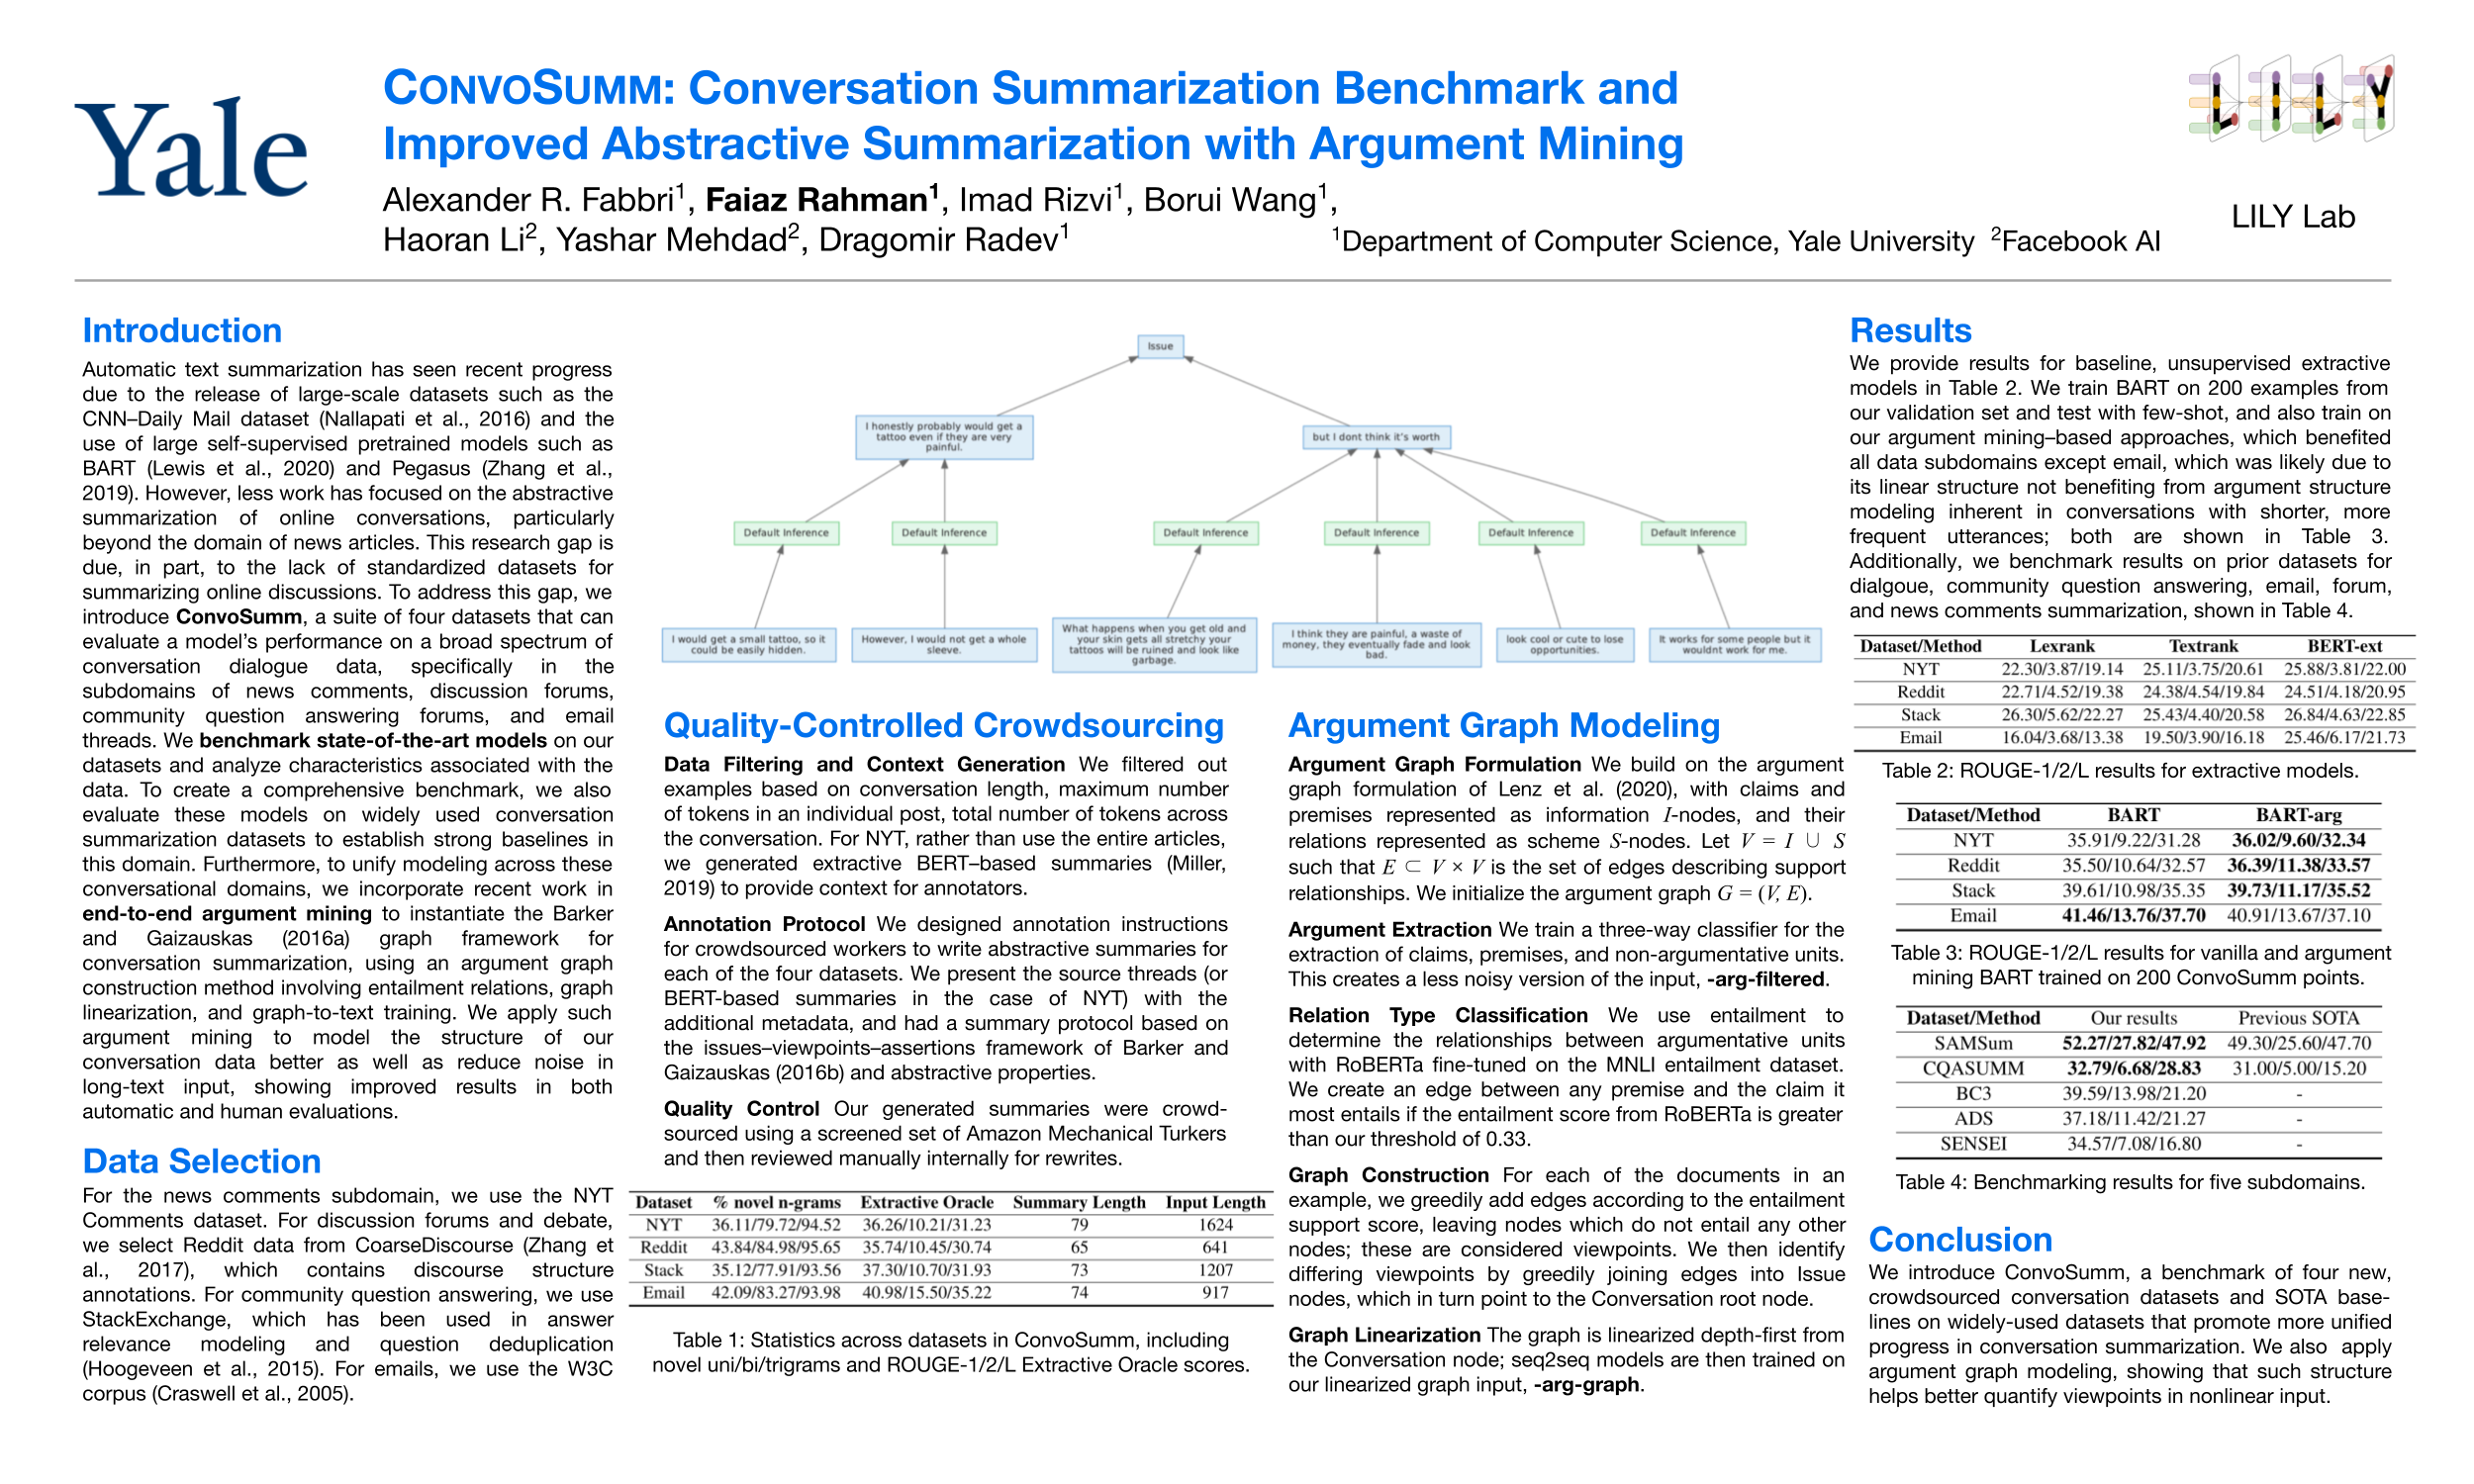 Yale
CONVOSUMM: Conversation Summarization Benchmark and
Improved Abstractive Summarization with Argument Mining
Alexander R. Fabbri1, Faiaz Rahman1, Imad Rizvi1, Borui Wang1,
Haoran Li2, Yashar Mehdad2, Dragomir Radev1
1Department of Computer Science, Yale University 2Facebook AI
LILY Lab
Introduction
Automatic text summarization has seen recent progress
due to the release of large-scale datasets such as the
CNN–Daily Mail dataset (Nallapati et al., 2016) and the
use of large self-supervised pretrained models such as
BART (Lewis et al., 2020) and Pegasus (Zhang et al.,
2019). However, less work has focused on the abstractive
summarization of online conversations, particularly
beyond the domain of news articles. This research gap is
due, in part, to the lack of standardized datasets for
summarizing online discussions. To address this gap, we
introduce ConvoSumm, a suite of four datasets that can
evaluate a model's performance on a broad spectrum of
conversation dialogue data, specifically in the
subdomains of news comments, discussion forums,
community question answering forums, and email
threads. We benchmark state-of-the-art models on our
datasets and analyze characteristics associated with the
data. To create a comprehensive benchmark, we also
evaluate these models on widely used conversation
summarization datasets to establish strong baselines in
this domain. Furthermore, to unify modeling across these
conversational domains, we incorporate recent work in
end-to-end argument mining to instantiate the Barker
and Gaizauskas (2016a) graph framework for
conversation summarization, using an argument graph
construction method involving entailment relations, graph
linearization, and graph-to-text training. We apply such
argument mining to model the structure of our
conversation data better as well as reduce noise in
long-text input, showing improved results in both
automatic and human evaluations.
Data Selection
For the news comments subdomain, we use the NYT
Comments dataset. For discussion forums and debate,
we select Reddit data from CoarseDiscourse (Zhang et
al., 2017), which contains discourse structure
annotations. For community question answering, we use
StackExchange, which has been used in answer
relevance modeling and question deduplication
(Hoogeveen et al., 2015). For emails, we use the W3C
corpus (Craswell et al., 2005).
Issue
I honestly probably would get a
tattoo even if they are very
painful.
but I dont think it's worth
Default Inference
Default Inference
Default Inference
Default Inference
Default Inference
Default Inference
I would get a small tattoo, so it
could be easily hidden.
However, I would not get a whole
sleeve.
What happens when you get old and
your skin gets all stretchy your
tattoos will be ruined and look like
garbage.
I think they are painful, a waste of
money, they eventually fade and look
bad.
look cool or cute to lose
opportunities.
It works for some people but it
wouldnt work for me.
Quality-Controlled Crowdsourcing
Data Filtering and Context Generation We filtered out
examples based on conversation length, maximum number
of tokens in an individual post, total number of tokens across
the conversation. For NYT, rather than use the entire articles,
we generated extractive BERT–based summaries (Miller,
2019) to provide context for annotators.
Annotation Protocol We designed annotation instructions
for crowdsourced workers to write abstractive summaries for
each of the four datasets. We present the source threads (or
BERT-based summaries in the case of NYT) with the
additional metadata, and had a summary protocol based on
the issues–viewpoints–assertions framework of Barker and
Gaizauskas (2016b) and abstractive properties.
Quality Control Our generated summaries were crowd-
sourced using a screened set of Amazon Mechanical Turkers
and then reviewed manually internally for rewrites.
Dataset % novel n-grams Extractive Oracle Summary Length Input Length
NYT 36.11/79.72/94.52 36.26/10.21/31.23 79 1624
Reddit 43.84/84.98/95.65 35.74/10.45/30.74 65 641
Stack 35.12/77.91/93.56 37.30/10.70/31.93 73 1207
Email 42.09/83.27/93.98 40.98/15.50/35.22 74 917
Table 1: Statistics across datasets in ConvoSumm, including
novel uni/bi/trigrams and ROUGE-1/2/L Extractive Oracle scores.
Argument Graph Modeling
Argument Graph Formulation We build on the argument
graph formulation of Lenz et al. (2020), with claims and
premises represented as information I-nodes, and their
relations represented as scheme S-nodes. Let V = I ∪ S
such that E ⊂ V × V is the set of edges describing support
relationships. We initialize the argument graph G = (V, E).
Argument Extraction We train a three-way classifier for the
extraction of claims, premises, and non-argumentative units.
This creates a less noisy version of the input, -arg-filtered.
Relation Type Classification We use entailment to
determine the relationships between argumentative units
with RoBERTa fine-tuned on the MNLI entailment dataset.
We create an edge between any premise and the claim it
most entails if the entailment score from RoBERTa is greater
than our threshold of 0.33.
Graph Construction For each of the documents in an
example, we greedily add edges according to the entailment
support score, leaving nodes which do not entail any other
nodes; these are considered viewpoints. We then identify
differing viewpoints by greedily joining edges into Issue
nodes, which in turn point to the Conversation root node.
Graph Linearization The graph is linearized depth-first from
the Conversation node; seq2seq models are then trained on
our linearized graph input, -arg-graph.
Results
We provide results for baseline, unsupervised extractive
models in Table 2. We train BART on 200 examples from
our validation set and test with few-shot, and also train on
our argument mining–based approaches, which benefited
all data subdomains except email, which was likely due to
its linear structure not benefiting from argument structure
modeling inherent in conversations with shorter, more
frequent utterances; both are shown in Table 3.
Additionally, we benchmark results on prior datasets for
dialgoue, community question answering, email, forum,
and news comments summarization, shown in Table 4.
Dataset/Method Lexrank Textrank BERT-ext
NYT 22.30/3.87/19.14 25.11/3.75/20.61 25.88/3.81/22.00
Reddit 22.71/4.52/19.38 24.38/4.54/19.84 24.51/4.18/20.95
Stack 26.30/5.62/22.27 25.43/4.40/20.58 26.84/4.63/22.85
Email 16.04/3.68/13.38 19.50/3.90/16.18 25.46/6.17/21.73
Table 2: ROUGE-1/2/L results for extractive models.
Dataset/Method BART BART-arg
NYT 35.91/9.22/31.28 36.02/9.60/32.34
Reddit 35.50/10.64/32.57 36.39/11.38/33.57
Stack 39.61/10.98/35.35 39.73/11.17/35.52
Email 41.46/13.76/37.70 40.91/13.67/37.10
Table 3: ROUGE-1/2/L results for vanilla and argument
mining BART trained on 200 ConvoSumm points.
Dataset/Method Our results Previous SOTA
SAMSum 52.27/27.82/47.92 49.30/25.60/47.70
CQASUMM 32.79/6.68/28.83 31.00/5.00/15.20
BC3 39.59/13.98/21.20 -
ADS 37.18/11.42/21.27 -
SENSEI 34.57/7.08/16.80 -
Table 4: Benchmarking results for five subdomains.
Conclusion
We introduce ConvoSumm, a benchmark of four new,
crowdsourced conversation datasets and SOTA base-
lines on widely-used datasets that promote more unified
progress in conversation summarization. We also apply
argument graph modeling, showing that such structure
helps better quantify viewpoints in nonlinear input.